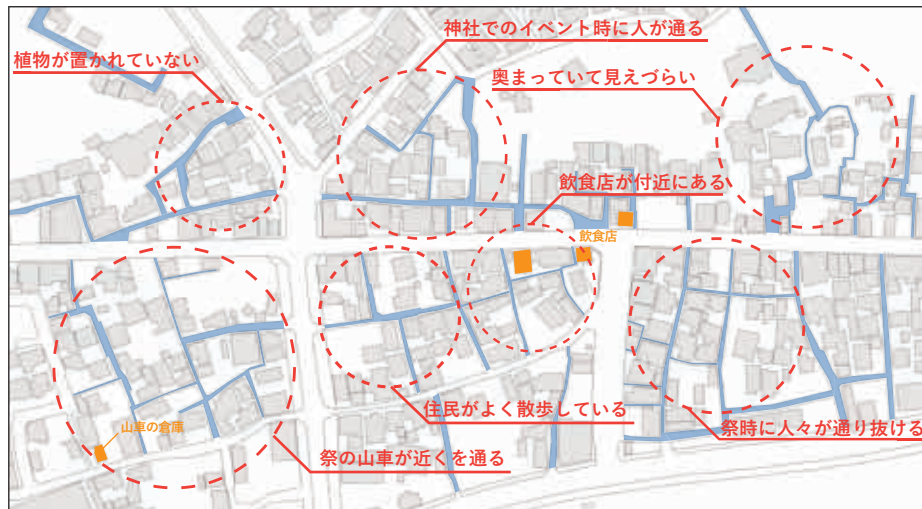 神社でのイベント時に人が通る
植物が置かれていない
奥まっていて見えづらい
飲食店が付近にある
飲食店
住民がよく散歩している
山車の倉庫
祭時に人々が通り抜ける
祭の山車が近くを通る